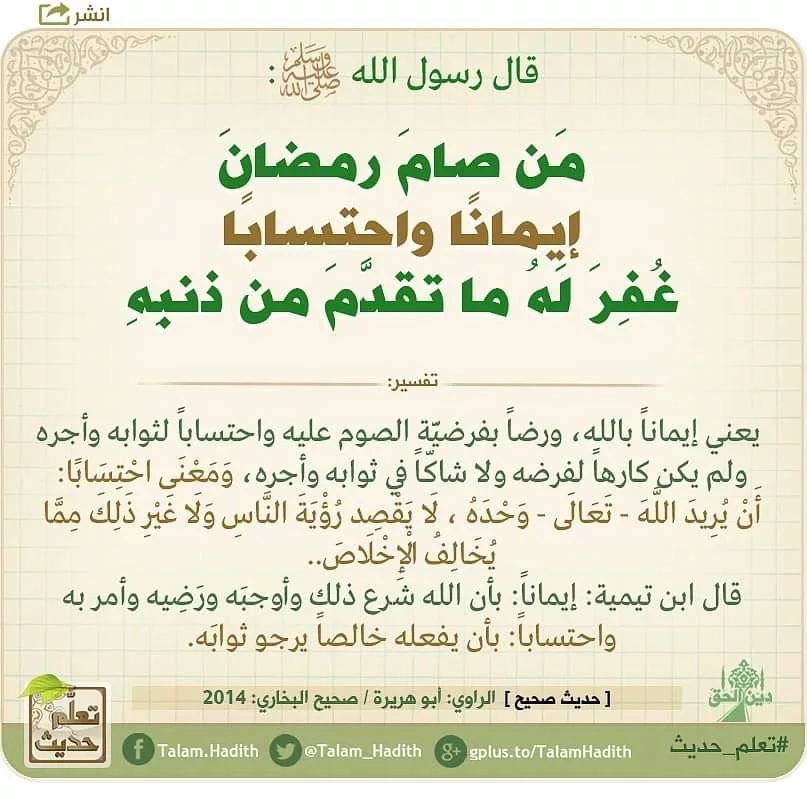 انشر
قال رسول الله صلى الله عليه وسلم :
مَن صامَ رمضانَ
إيمانًا واحتسابًا
غُفِرَ لَهُ ما تقدَّمَ من ذنبِهِ
تفسير:
يعني إيماناً بالله، ورضاً بفرضيّة الصوم عليه واحتساباً لثوابه وأجره
ولم يكن كارهاً لفرضه ولا شاكّاً في ثوابه وأجره، وَمَعْنَى احْتِسَابًا:
أَنْ يُرِيدَ اللَّهَ - تَعَالَى - وَحْدَهُ ، لَا يَقْصِد رُؤْيَةَ النَّاسِ وَلَا غَيْرِ ذَلِكَ مِمَّا
يُخَالِفُ الْإِخْلَاصَ..
قال ابن تيمية: إيماناً: بأن الله شرع ذلك وأوجبَه ورَضِيه وأمر به
واحتساباً: بأن يفعله خالصاً يرجو ثوابَه.
[ حديث صحيح ] الراوي: أبو هريرة / صحيح البخاري: 2014
دين الحق
تعلَّم
حديث
Talam.Hadith @Talam_Hadith g+ gplus.to/TalamHadith #تعلم_حديث